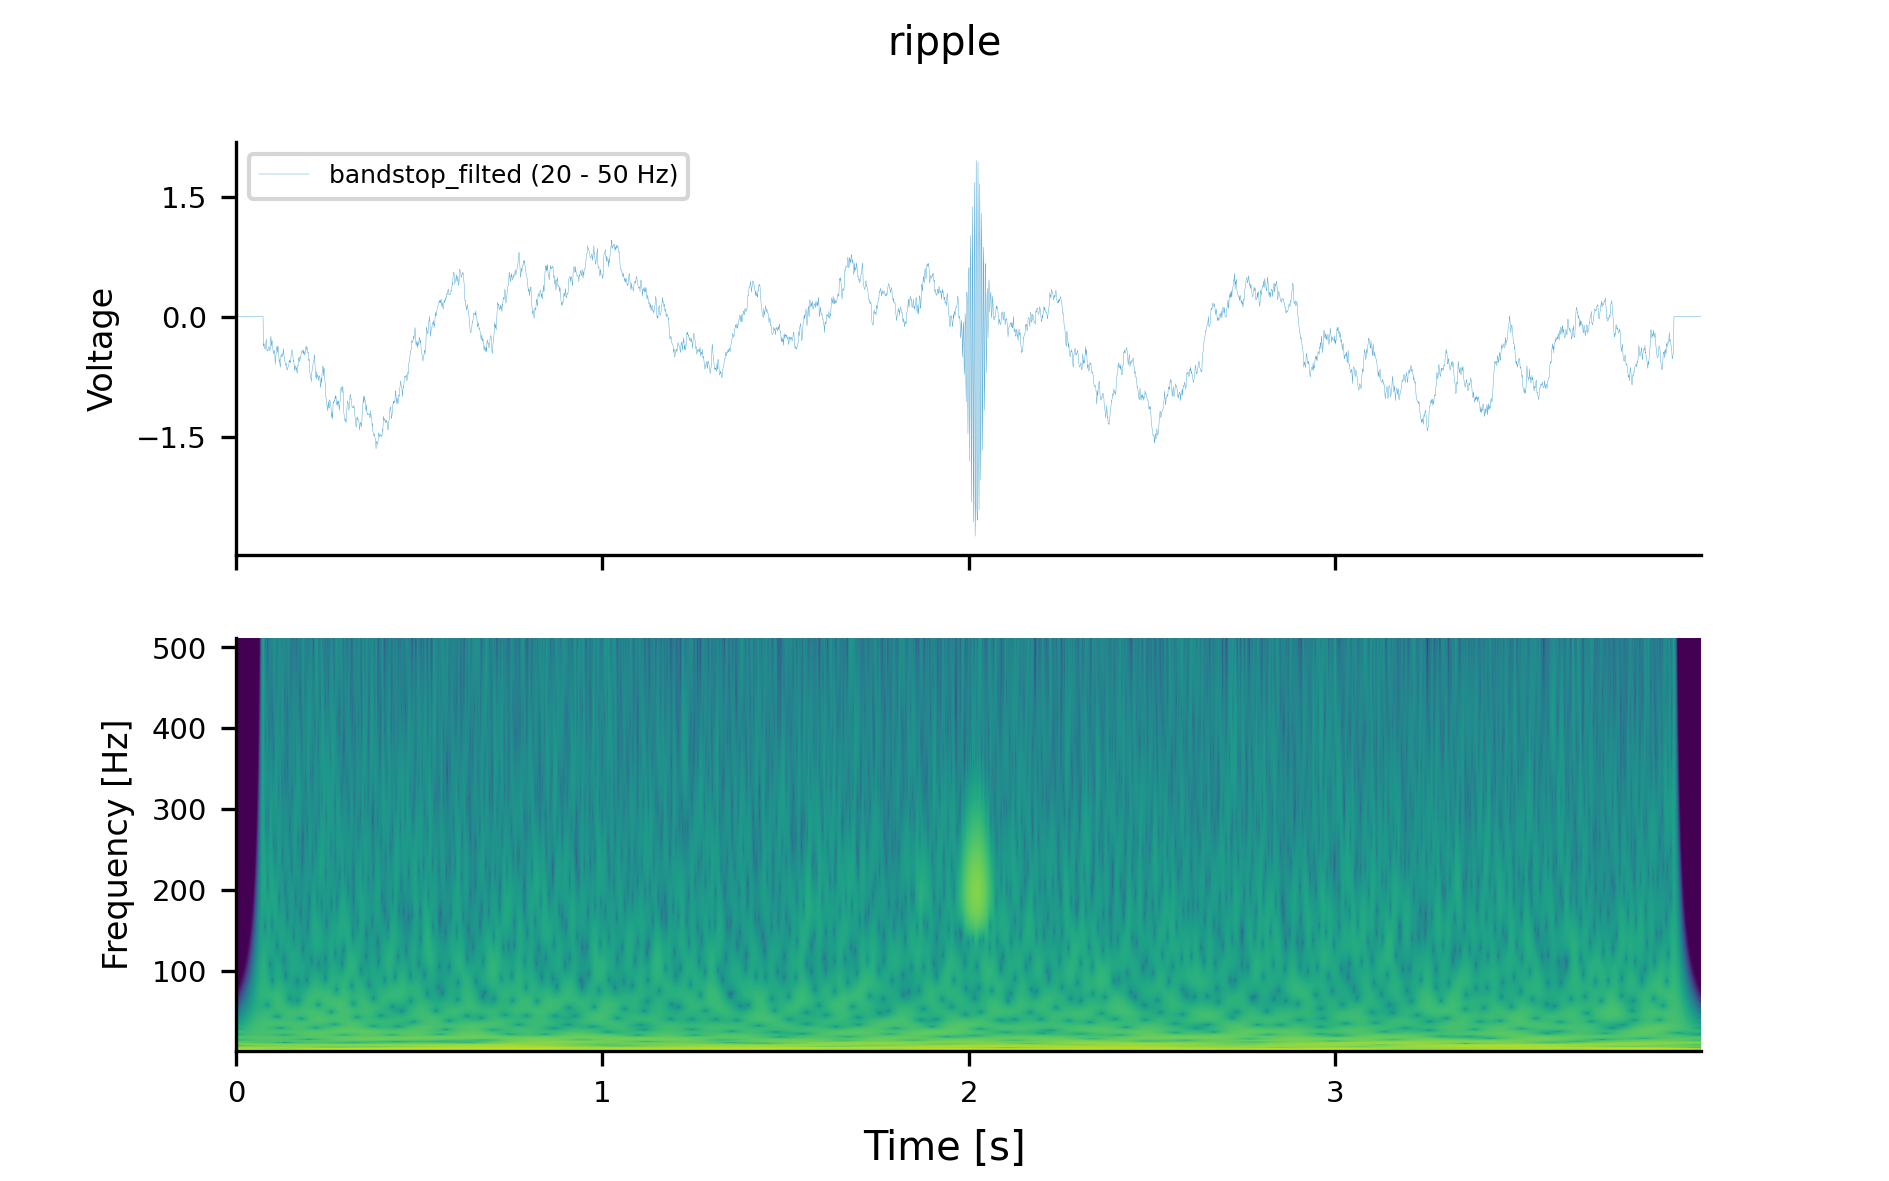 ripple
bandstop_filted (20 - 50 Hz)
1.5
0.0
−1.5
Voltage
500
400
300
200
100
Frequency [Hz]
0 1 2 3
Time [s]